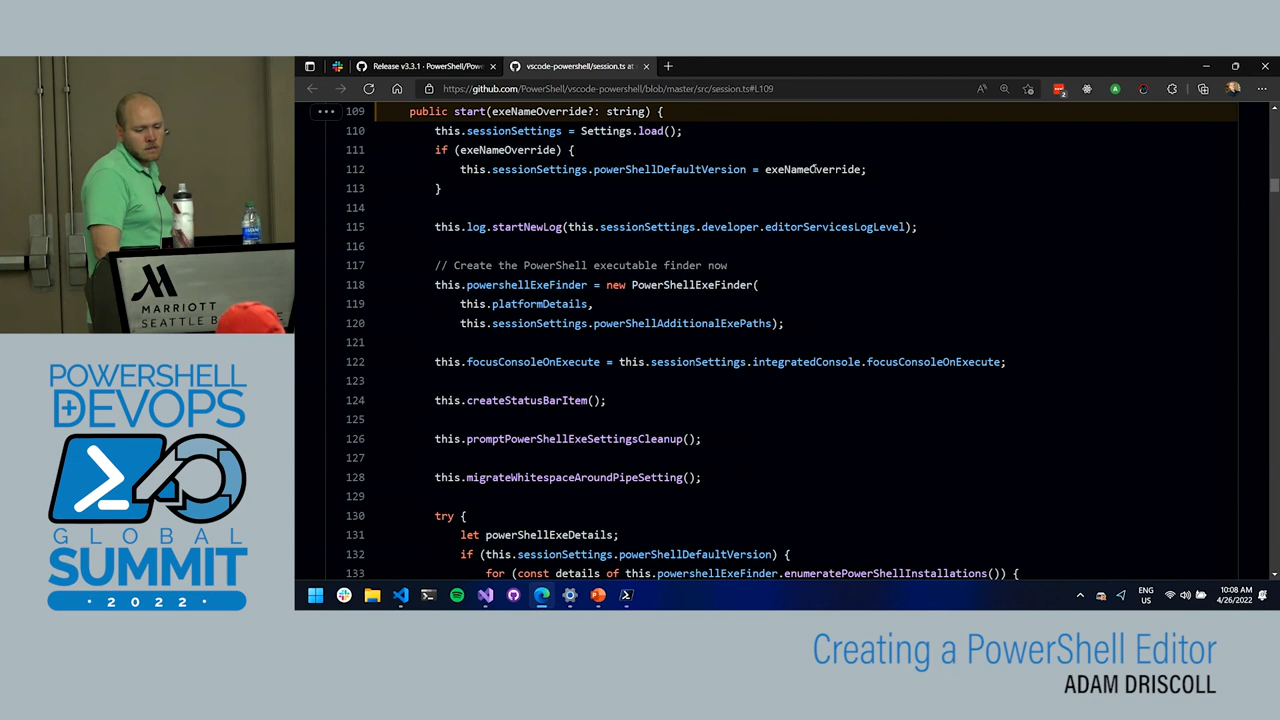 Release v3.3.1 · PowerShell/Pow
vscode-powershell/session.ts at
https://github.com/PowerShell/vscode-powershell/blob/master/src/session.ts#L109
109 public start(exeNameOverride?: string) {
110 this.sessionSettings = Settings.load();
111 if (exeNameOverride) {
112 this.sessionSettings.powerShellDefaultVersion = exeNameOverride;
113 }
114
115 this.log.startNewLog(this.sessionSettings.developer.editorServicesLogLevel);
116
117 // Create the PowerShell executable finder now
118 this.powershellExeFinder = new PowerShellExeFinder(
119 this.platformDetails,
120 this.sessionSettings.powerShellAdditionalExePaths);
121
122 this.focusConsoleOnExecute = this.sessionSettings.integratedConsole.focusConsoleOnExecute;
123
124 this.createStatusBarItem();
125
126 this.promptPowerShellExeSettingsCleanup();
127
128 this.migrateWhitespaceAroundPipeSetting();
129
130 try {
131 let powerShellExeDetails;
132 if (this.sessionSettings.powerShellDefaultVersion) {
133 for (const details of this.powershellExeFinder.enumeratePowerShellInstallations()) {
ENG
US
10:08 AM
4/26/2022
MARRIOTT
SEATTLE B
POWERSHELL
+ DEVOPS
GLOBAL
SUMMIT
· 2022 ·
Creating a PowerShell Editor
ADAM DRISCOLL